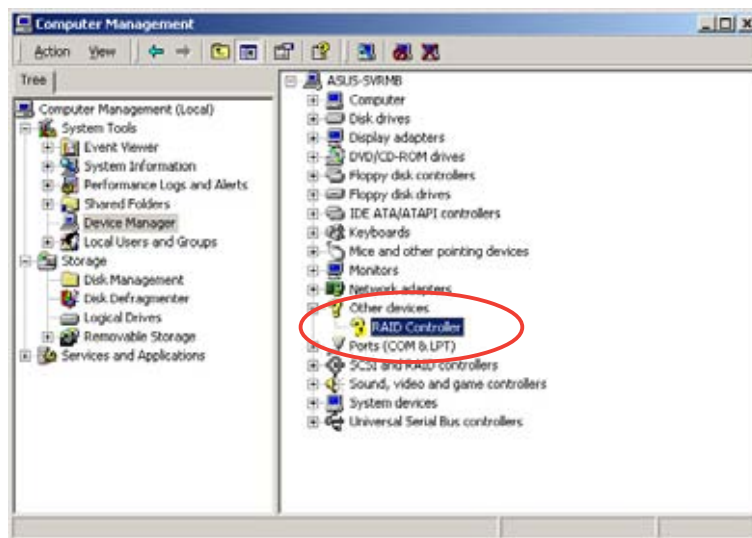 Computer Management
Action View
Tree
Computer Management (Local)
System Tools
Event Viewer
System Information
Performance Logs and Alerts
Shared Folders
Device Manager
Local Users and Groups
Storage
Disk Management
Disk Defragmenter
Logical Drives
Removable Storage
Services and Applications
ASUS-SVRMB
Computer
Disk drives
Display adapters
DVD/CD-ROM drives
Floppy disk controllers
Floppy disk drives
IDE ATA/ATAPI controllers
Keyboards
Mice and other pointing devices
Monitors
Network adapters
Other devices
RAID Controller
Ports (COM & LPT)
SCSI and RAID controllers
Sound, video and game controllers
System devices
Universal Serial Bus controllers